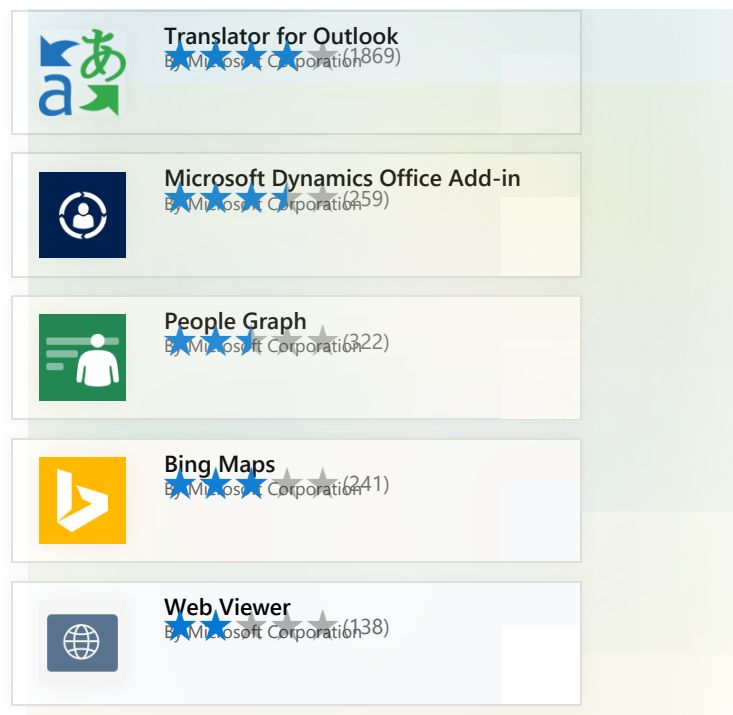 Translator for Outlook
By Microsoft Corporation
(1869)
Microsoft Dynamics Office Add-in
By Microsoft Corporation
(259)
People Graph
By Microsoft Corporation
(322)
Bing Maps
By Microsoft Corporation
(241)
Web Viewer
By Microsoft Corporation
(138)